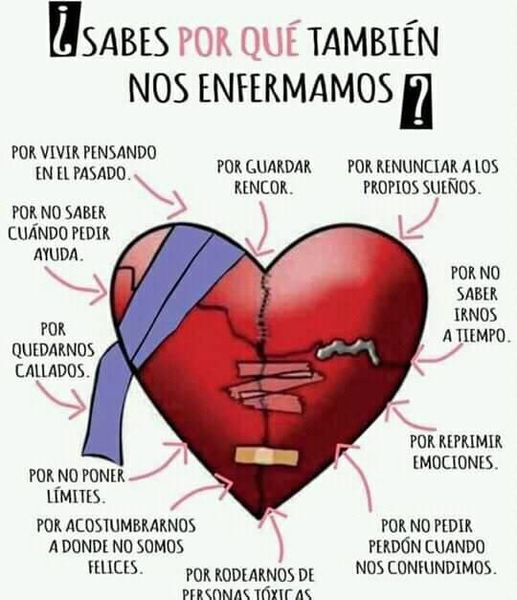 ¿SABES POR QUÉ TAMBIÉN
NOS ENFERMAMOS?
POR VIVIR PENSANDO
EN EL PASADO.
POR GUARDAR
RENCOR.
POR RENUNCIAR A LOS
PROPIOS SUEÑOS.
POR NO SABER
CUÁNDO PEDIR
AYUDA.
POR NO
SABER
IRNOS
A TIEMPO.
POR
QUEDARNOS
CALLADOS.
POR REPRIMIR
EMOCIONES.
POR NO PONER
LÍMITES.
POR ACOSTUMBRARNOS
A DONDE NO SOMOS
FELICES.
POR NO PEDIR
PERDÓN CUANDO
NOS CONFUNDIMOS.
POR RODEARNOS DE
PERSONAS TÓXICAS